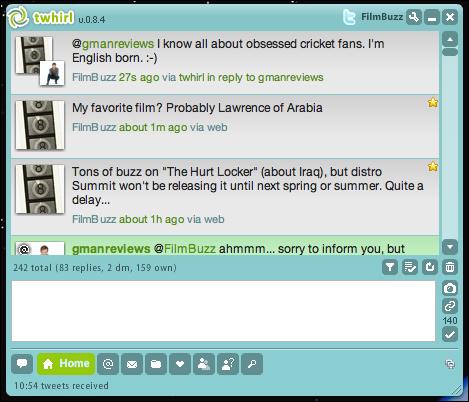 twhirl v.0.8.4
FilmBuzz
@gmanreviews I know all about obsessed cricket fans. I'm
English born. :-)
FilmBuzz 27s ago via twhirl in reply to gmanreviews
My favorite film? Probably Lawrence of Arabia
FilmBuzz about 1m ago via web
Tons of buzz on "The Hurt Locker" (about Iraq), but distro
Summit won't be releasing it until next spring or summer. Quite a
delay...
FilmBuzz about 1h ago via web
gmanreviews @FilmBuzz ahmmm... sorry to inform you, but
242 total (83 replies, 2 dm, 159 own)
140
Home
10:54 tweets received